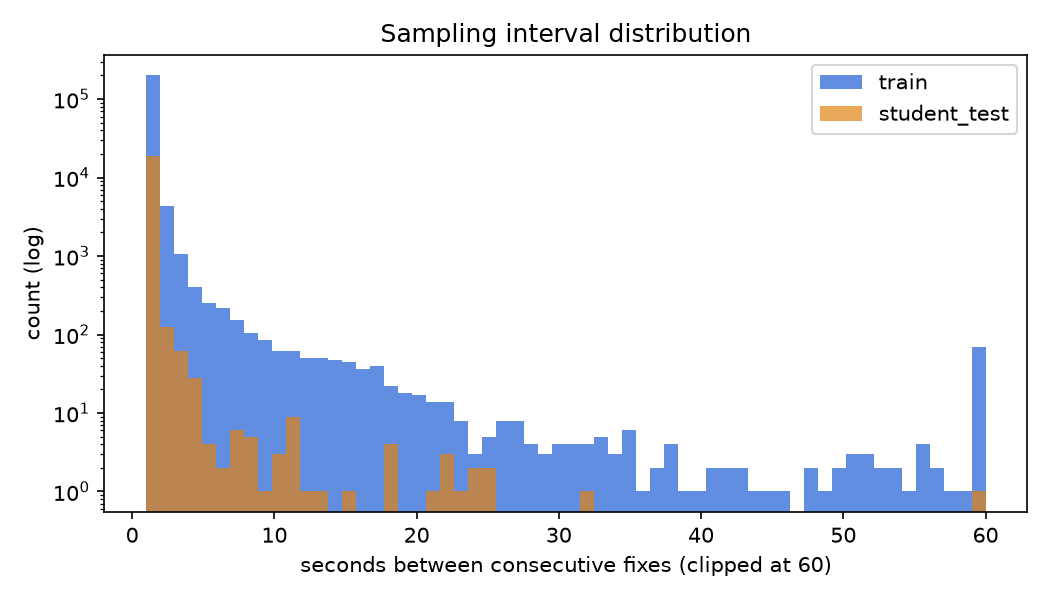 Sampling interval distribution
train
student_test
count (log)
10^5
10^4
10^3
10^2
10^1
10^0
0 10 20 30 40 50 60
seconds between consecutive fixes (clipped at 60)